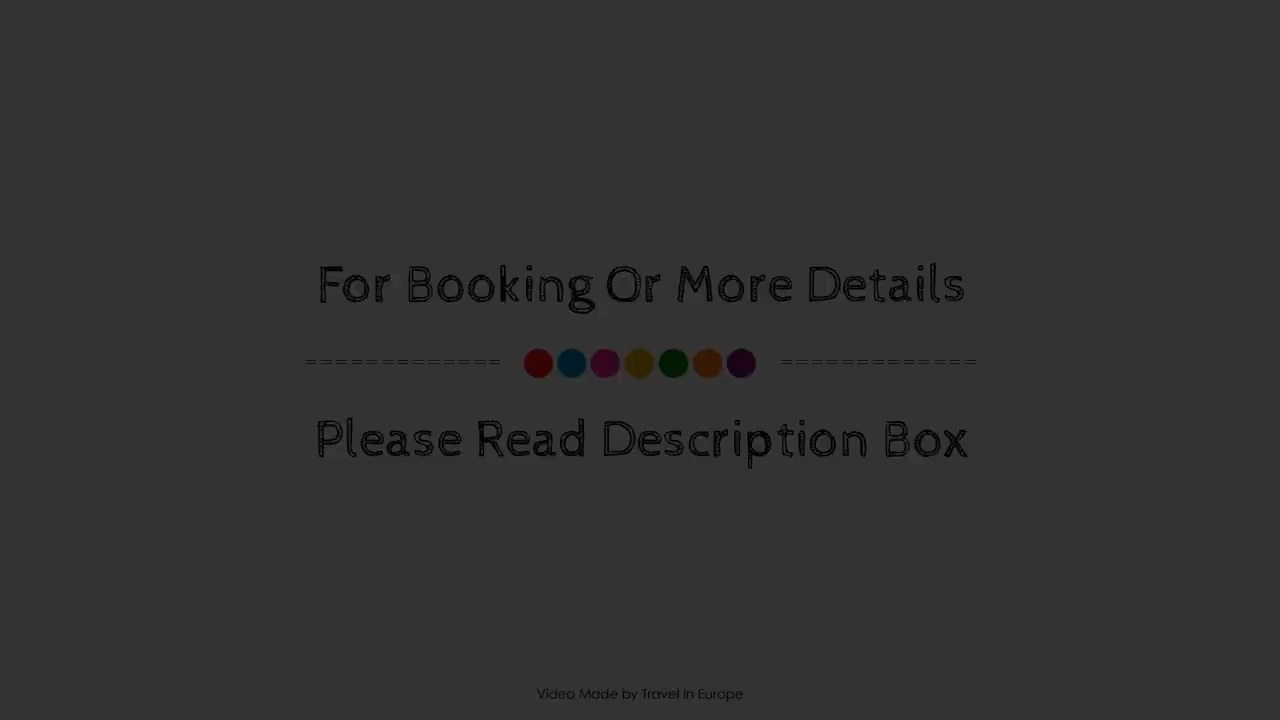 For Booking Or More Details
============= =============
Please Read Description Box
Video Made by Travel In Europe